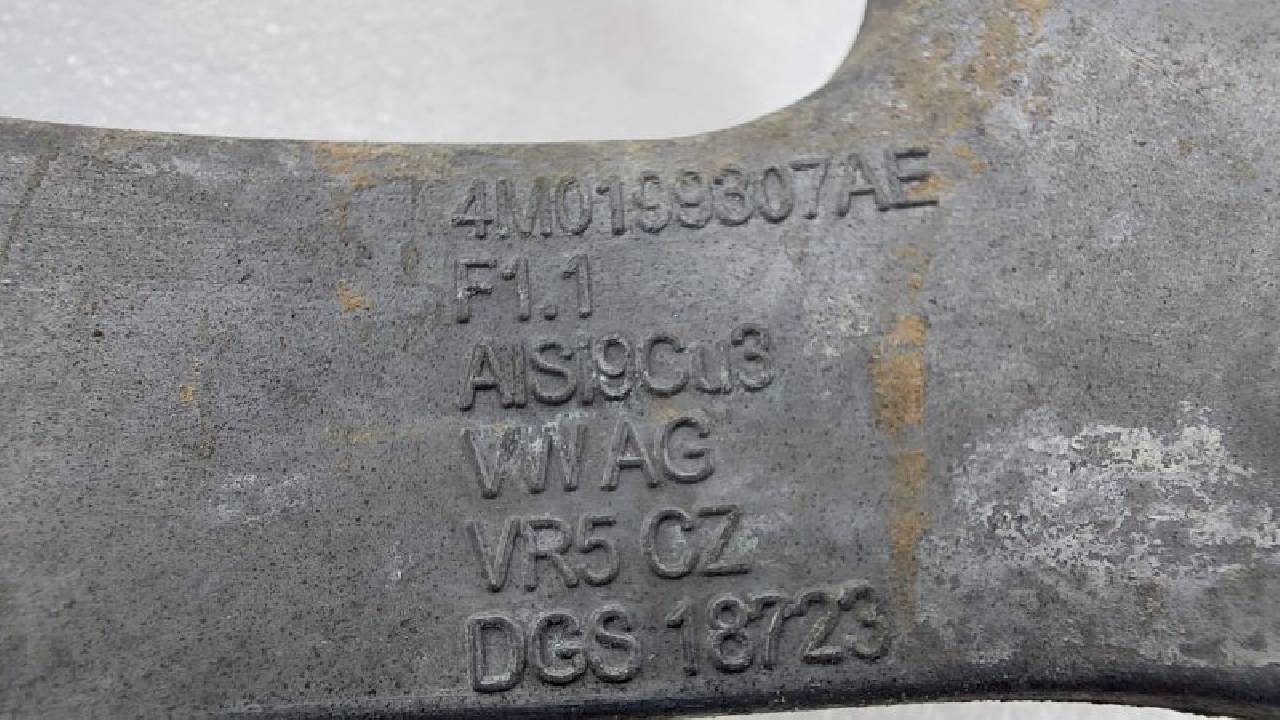 4M0199307AE
F1.1
AlSi9Cu3
VW AG
VR5 CZ
DGS 18723